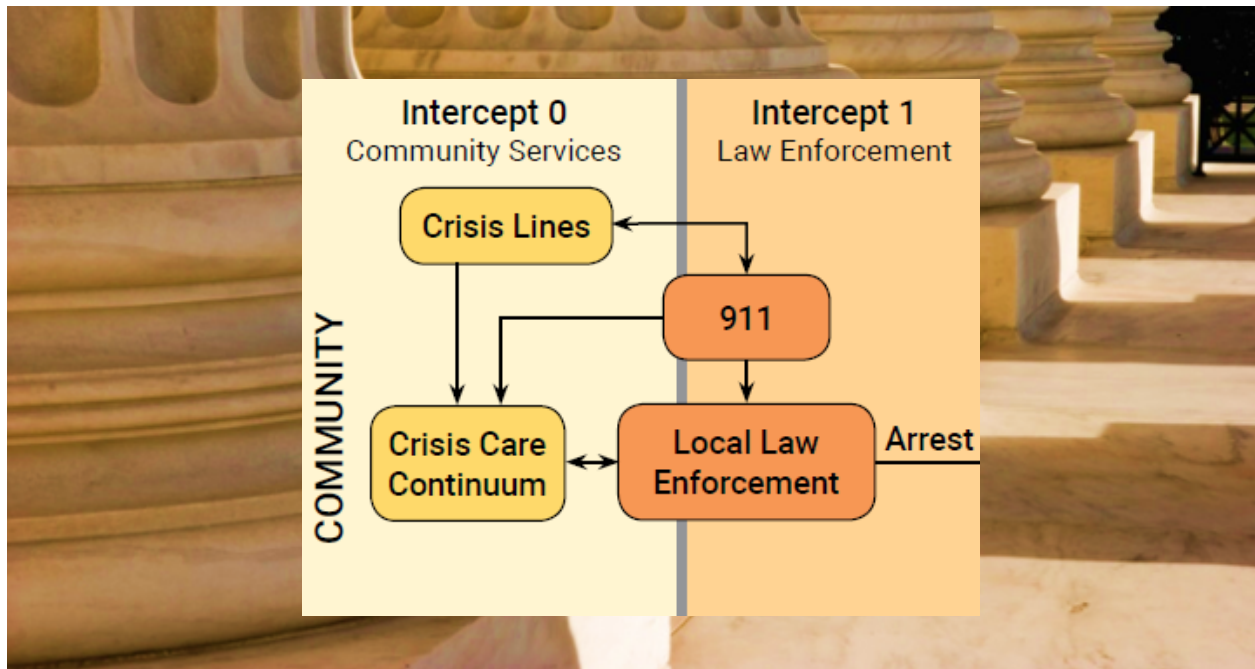 Intercept 0
Community Services
Intercept 1
Law Enforcement
Crisis Lines
911
COMMUNITY
Crisis Care
Continuum
Local Law
Enforcement
Arrest